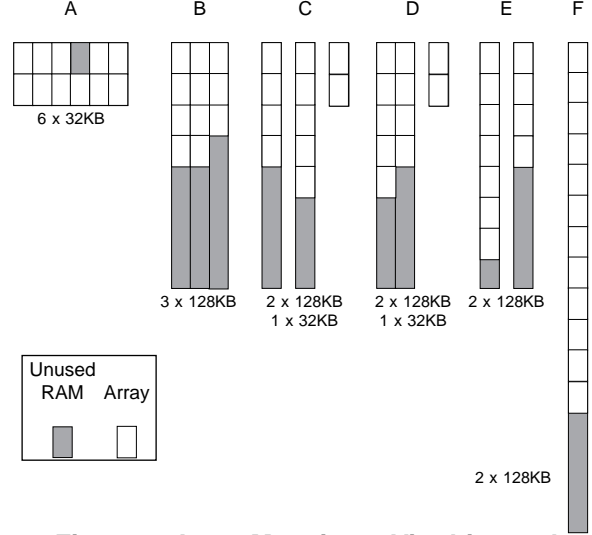 A B C D E F
6 x 32KB
3 x 128KB 2 x 128KB 2 x 128KB 2 x 128KB
1 x 32KB 1 x 32KB
Unused
RAM Array
2 x 128KB